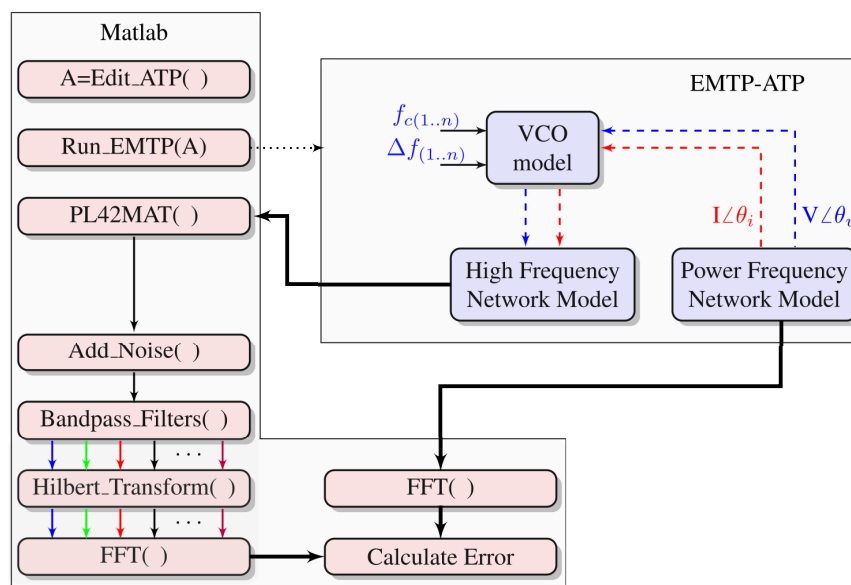 Matlab
A=Edit_ATP( )
Run_EMTP(A)
PL42MAT( )
Add_Noise( )
Bandpass_Filters( )
· · ·
Hilbert_Transform( )
· · ·
FFT( )
EMTP-ATP
f_{c(1..n)}
Δf_{(1..n)}
VCO
model
I∠θ_i
V∠θ_v
High Frequency
Network Model
Power Frequency
Network Model
FFT( )
Calculate Error